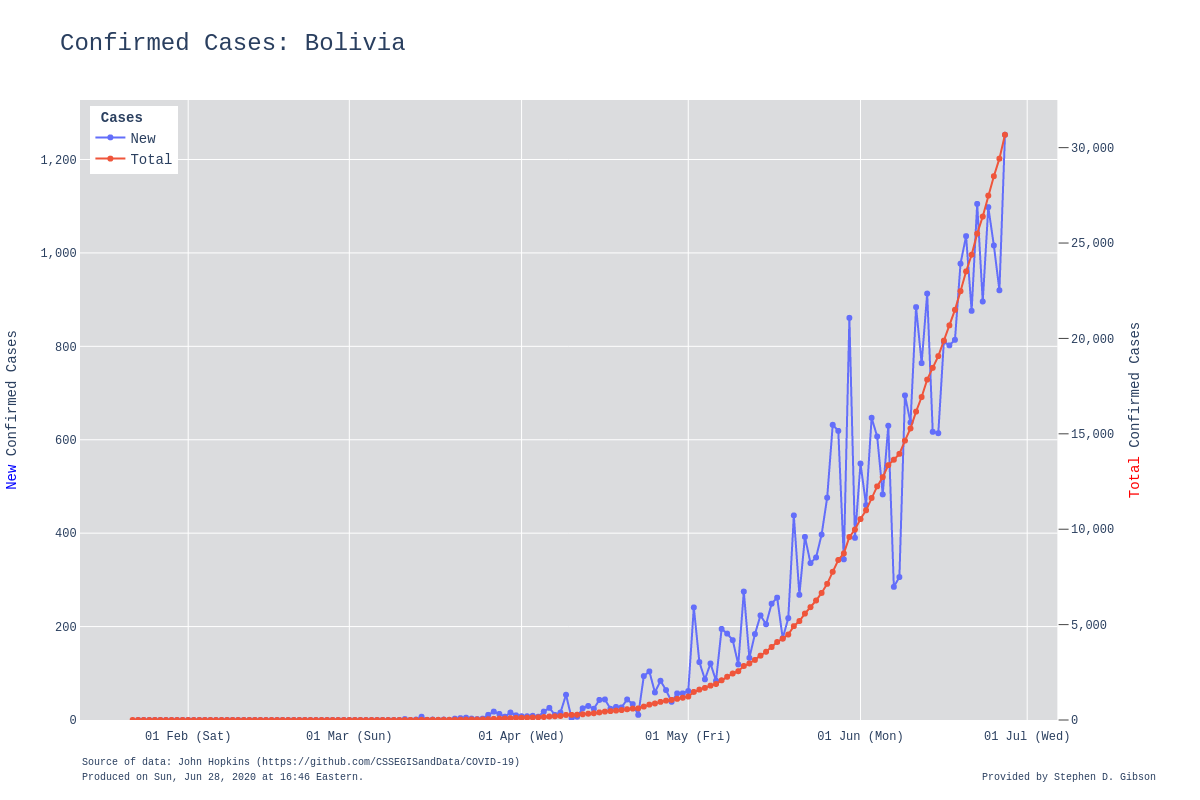 Confirmed Cases: Bolivia
Cases
New
Total
1,200
1,000
800
600
400
200
0
30,000
25,000
20,000
15,000
10,000
5,000
0
New Confirmed Cases
Total Confirmed Cases
01 Feb (Sat)
01 Mar (Sun)
01 Apr (Wed)
01 May (Fri)
01 Jun (Mon)
01 Jul (Wed)
Source of data: John Hopkins (https://github.com/CSSEGISandData/COVID-19)
Produced on Sun, Jun 28, 2020 at 16:46 Eastern.
Provided by Stephen D. Gibson